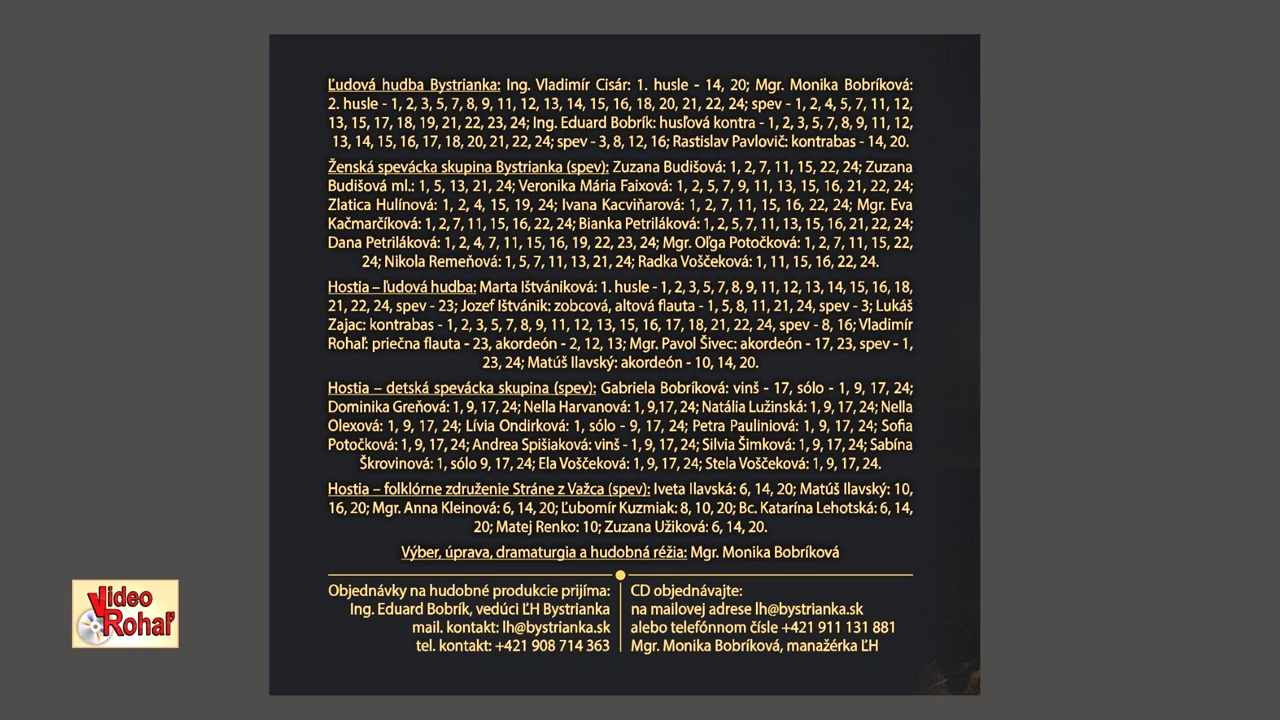 Ľudová hudba Bystrianka: Ing. Vladimír Cisár: 1. husle - 14, 20; Mgr. Monika Bobríková:
2. husle - 1, 2, 3, 5, 7, 8, 9, 11, 12, 13, 14, 15, 16, 18, 20, 21, 22, 24; spev - 1, 2, 4, 5, 7, 11, 12,
13, 15, 17, 18, 19, 21, 22, 23, 24; Ing. Eduard Bobrík: husľová kontra - 1, 2, 3, 5, 7, 8, 9, 11, 12,
13, 14, 15, 16, 17, 18, 20, 21, 22, 24; spev - 3, 8, 12, 16; Rastislav Pavlovič: kontrabas - 14, 20.
Ženská spevácka skupina Bystrianka (spev): Zuzana Budišová: 1, 2, 7, 11, 15, 22, 24; Zuzana
Budišová ml.: 1, 5, 13, 21, 24; Veronika Mária Faixová: 1, 2, 5, 7, 9, 11, 13, 15, 16, 21, 22, 24;
Zlatica Hulínová: 1, 2, 4, 15, 19, 24; Ivana Kacviňarová: 1, 2, 7, 11, 15, 16, 22, 24; Mgr. Eva
Kačmarčíková: 1, 2, 7, 11, 15, 16, 22, 24; Bianka Petriláková: 1, 2, 5, 7, 11, 13, 15, 16, 21, 22, 24;
Dana Petriláková: 1, 2, 4, 7, 11, 15, 16, 19, 22, 23, 24; Mgr. Oľga Potočková: 1, 2, 7, 11, 15, 22,
24; Nikola Remeňová: 1, 5, 7, 11, 13, 21, 24; Radka Voščeková: 1, 11, 15, 16, 22, 24.
Hostia – ľudová hudba: Marta Ištvániková: 1. husle - 1, 2, 3, 5, 7, 8, 9, 11, 12, 13, 14, 15, 16, 18,
21, 22, 24, spev - 23; Jozef Ištvánik: zobcová, altová flauta - 1, 5, 8, 11, 21, 24, spev - 3; Lukáš
Zajac: kontrabas - 1, 2, 3, 5, 7, 8, 9, 11, 12, 13, 15, 16, 17, 18, 21, 22, 24, spev - 8, 16; Vladimír
Rohaľ: priečna flauta - 23, akordeón - 2, 12, 13; Mgr. Pavol Šivec: akordeón - 17, 23, spev - 1,
23, 24; Matúš Ilavský: akordeón - 10, 14, 20.
Hostia – detská spevácka skupina (spev): Gabriela Bobríková: vinš - 17, sólo - 1, 9, 17, 24;
Dominika Greňová: 1, 9, 17, 24; Nella Harvanová: 1, 9,17, 24; Natália Lužinská: 1, 9, 17, 24; Nella
Olexová: 1, 9, 17, 24; Lívia Ondirková: 1, sólo - 9, 17, 24; Petra Pauliniová: 1, 9, 17, 24; Sofia
Potočková: 1, 9, 17, 24; Andrea Spišiaková: vinš - 1, 9, 17, 24; Silvia Šimková: 1, 9, 17, 24; Sabína
Škrovinová: 1, sólo 9, 17, 24; Ela Voščeková: 1, 9, 17, 24; Stela Voščeková: 1, 9, 17, 24.
Hostia – folklórne združenie Stráne z Važca (spev): Iveta Ilavská: 6, 14, 20; Matúš Ilavský: 10,
16, 20; Mgr. Anna Kleinová: 6, 14, 20; Ľubomír Kuzmiak: 8, 10, 20; Bc. Katarína Lehotská: 6, 14,
20; Matej Renko: 10; Zuzana Užiková: 6, 14, 20.
Výber, úprava, dramaturgia a hudobná réžia: Mgr. Monika Bobríková
Objednávky na hudobné produkcie prijíma:
Ing. Eduard Bobrík, vedúci ĽH Bystrianka
mail. kontakt: lh@bystrianka.sk
tel. kontakt: +421 908 714 363
CD objednávajte:
na mailovej adrese lh@bystrianka.sk
alebo telefónnom čísle +421 911 131 881
Mgr. Monika Bobríková, manažérka ĽH
Video
Rohaľ